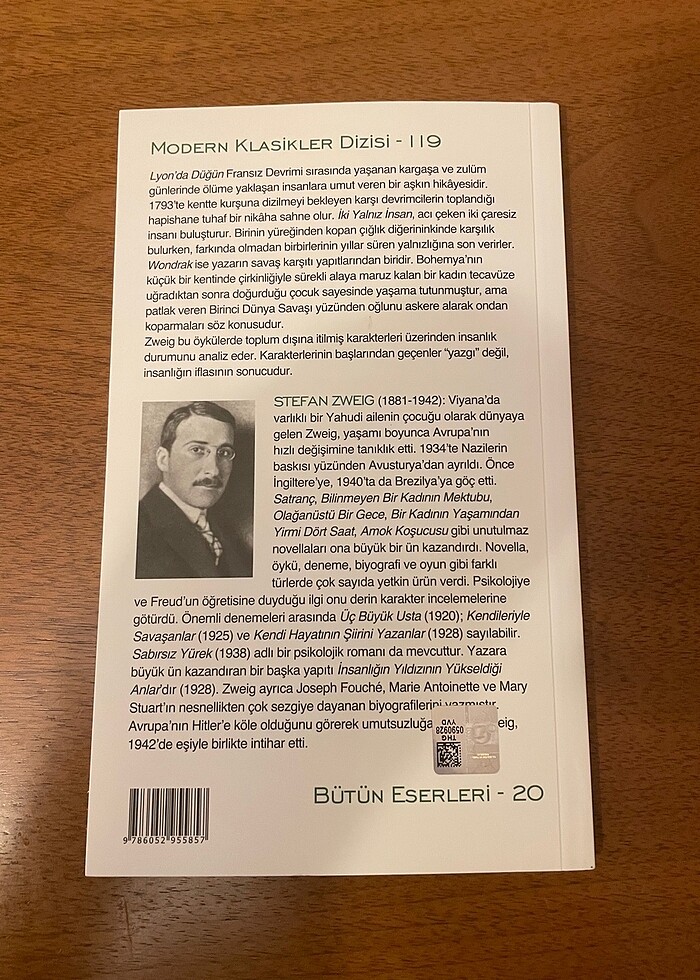 MODERN KLASİKLER DİZİSİ - 119
Lyon'da Düğün Fransız Devrimi sırasında yaşanan kargaşa ve zulüm
günlerinde ölüme yaklaşan insanlara umut veren bir aşkın hikâyesidir.
1793'te kentte kurşuna dizilmeyi bekleyen karşı devrimcilerin toplandığı
hapishane tuhaf bir nikâha sahne olur. İki Yalnız İnsan, acı çeken iki çaresiz
insanı buluşturur. Birinin yüreğinden kopan çığlık diğerininkinde karşılık
bulurken, farkında olmadan birbirlerinin yıllar süren yalnızlığına son verirler.
Wondrak ise yazarın savaş karşıtı yapıtlarından biridir. Bohemya'nın
küçük bir kentinde çirkinliğiyle sürekli alaya maruz kalan bir kadın tecavüze
uğradıktan sonra doğurduğu çocuk sayesinde yaşama tutunmuştur, ama
patlak veren Birinci Dünya Savaşı yüzünden oğlunu askere alarak ondan
koparmaları söz konusudur.
Zweig bu öykülerde toplum dışına itilmiş karakterleri üzerinden insanlık
durumunu analiz eder. Karakterlerinin başlarından geçenler "yazgı" değil,
insanlığın iflasının sonucudur.
STEFAN ZWEIG (1881-1942): Viyana'da
varlıklı bir Yahudi ailenin çocuğu olarak dünyaya
gelen Zweig, yaşamı boyunca Avrupa'nın
hızlı değişimine tanıklık etti. 1934'te Nazilerin
baskısı yüzünden Avusturya'dan ayrıldı. Önce
İngiltere'ye, 1940'ta da Brezilya'ya göç etti.
Satranç, Bilinmeyen Bir Kadının Mektubu,
Olağanüstü Bir Gece, Bir Kadının Yaşamından
Yirmi Dört Saat, Amok Koşucusu gibi unutulmaz
novellaları ona büyük bir ün kazandırdı. Novella,
öykü, deneme, biyografi ve oyun gibi farklı
türlerde çok sayıda yetkin ürün verdi. Psikolojiye
ve Freud'un öğretisine duyduğu ilgi onu derin karakter incelemelerine
götürdü. Önemli denemeleri arasında Üç Büyük Usta (1920); Kendileriyle
Savaşanlar (1925) ve Kendi Hayatının Şiirini Yazanlar (1928) sayılabilir.
Sabırsız Yürek (1938) adlı bir psikolojik romanı da mevcuttur. Yazara
büyük ün kazandıran bir başka yapıtı İnsanlığın Yıldızının Yükseldiği
Anlar'dır (1928). Zweig ayrıca Joseph Fouché, Marie Antoinette ve Mary
Stuart'ın nesnellikten çok sezgiye dayanan biyografilerini yazmıştır.
Avrupa'nın Hitler'e köle olduğunu görerek umutsuzluğa
1942'de eşiyle birlikte intihar etti.
THG
0590928
YVD
BÜTÜN ESERLERİ - 20
9 786052 955857